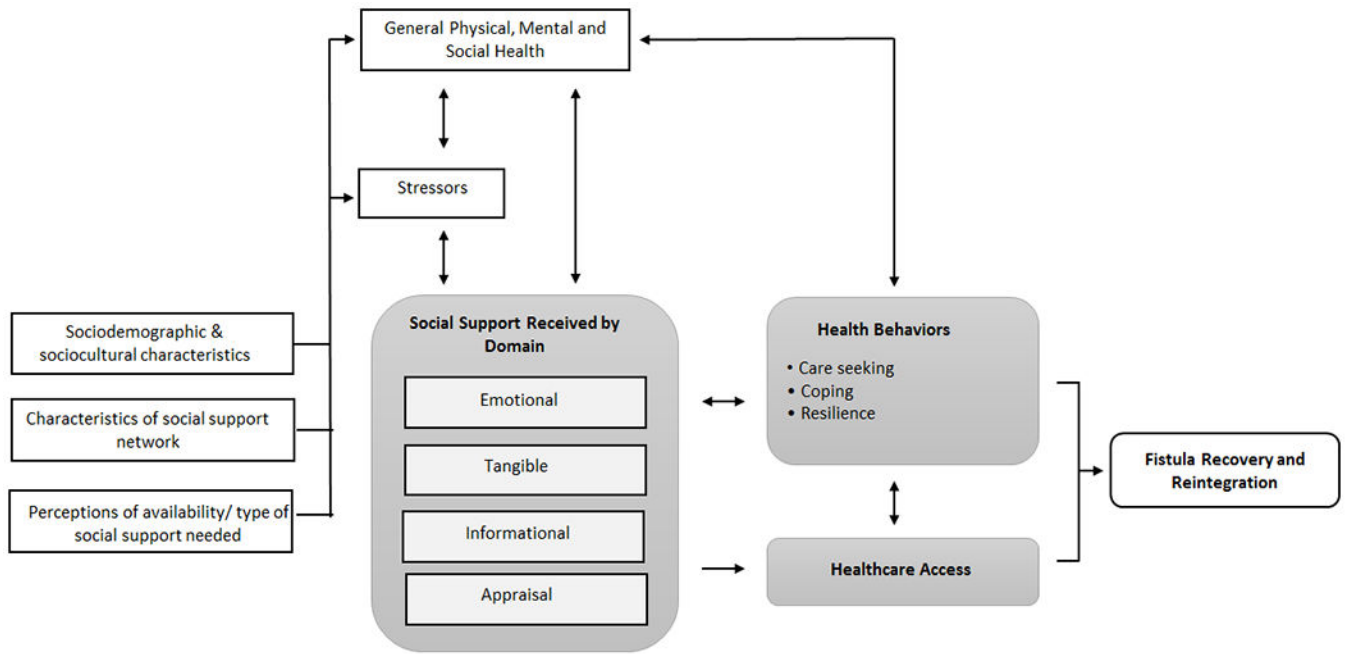 General Physical, Mental and
Social Health
Stressors
Sociodemographic &
sociocultural characteristics
Characteristics of social support
network
Perceptions of availability/ type of
social support needed
Social Support Received by
Domain
Emotional
Tangible
Informational
Appraisal
Health Behaviors
• Care seeking
• Coping
• Resilience
Healthcare Access
Fistula Recovery and
Reintegration